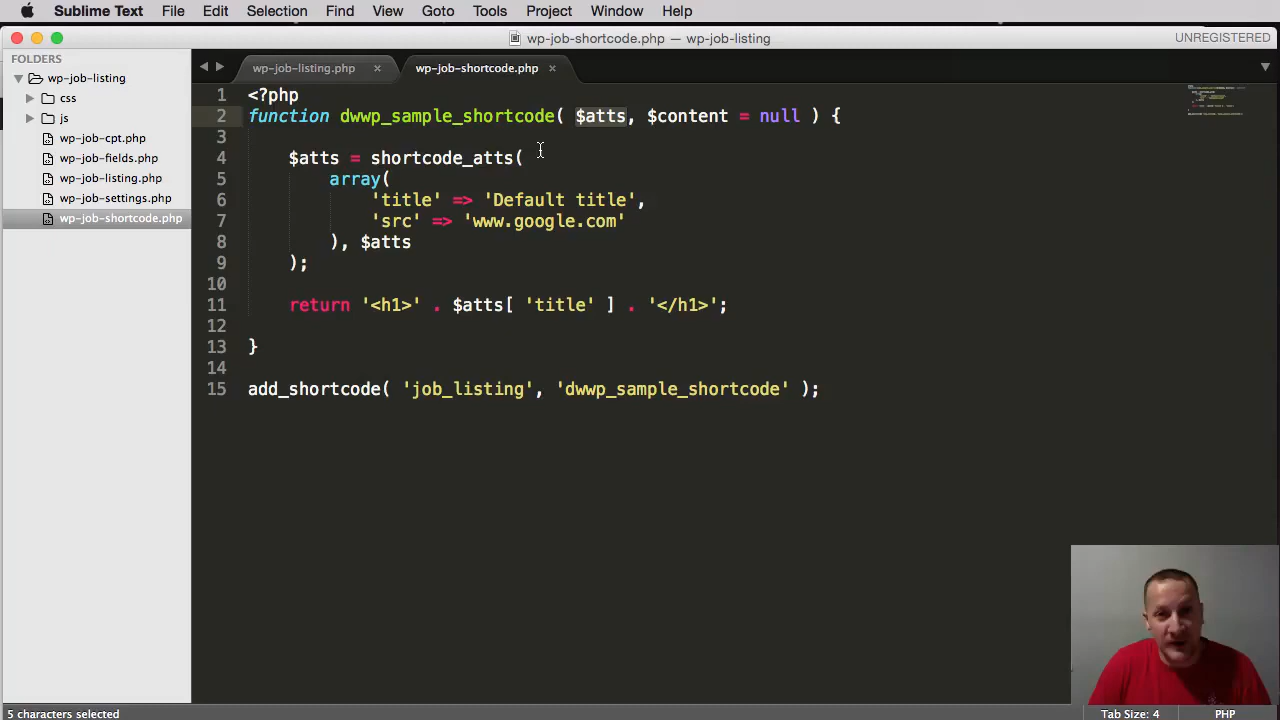 Sublime Text File Edit Selection Find View Goto Tools Project Window Help
wp-job-shortcode.php — wp-job-listing
UNREGISTERED
FOLDERS
wp-job-listing
css
js
wp-job-cpt.php
wp-job-fields.php
wp-job-listing.php
wp-job-settings.php
wp-job-shortcode.php
wp-job-listing.php × wp-job-shortcode.php ×
1 <?php
2 function dwwp_sample_shortcode( $atts, $content = null ) {
3
4 $atts = shortcode_atts(
5 array(
6 'title' => 'Default title',
7 'src' => 'www.google.com'
8 ), $atts
9 );
10
11 return '<h1>' . $atts[ 'title' ] . '</h1>';
12
13 }
14
15 add_shortcode( 'job_listing', 'dwwp_sample_shortcode' );
5 characters selected
Tab Size: 4
PHP